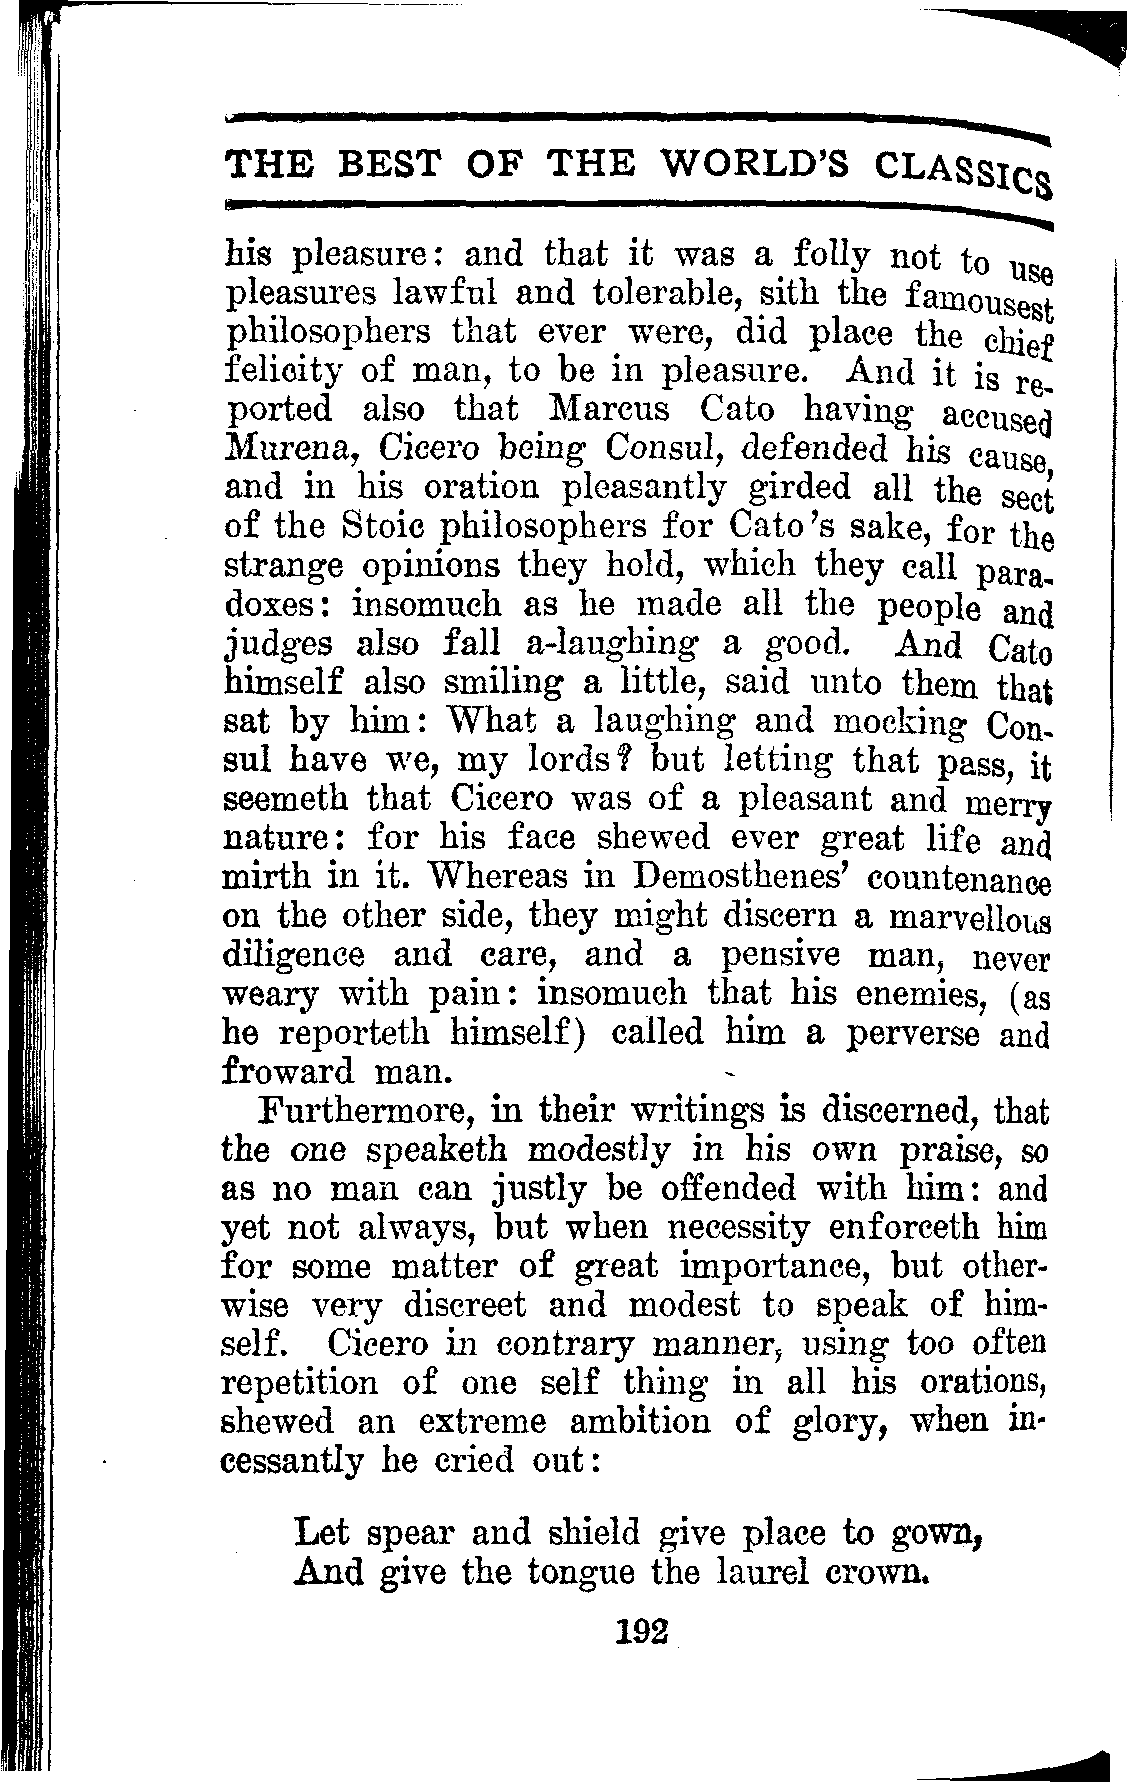 THE BEST OF THE WORLD'S CLASSICS
his pleasure: and that it was a folly not to use
pleasures lawful and tolerable, sith the famousest
philosophers that ever were, did place the chief
felicity of man, to be in pleasure. And it is re-
ported also that Marcus Cato having accused
Murena, Cicero being Consul, defended his cause,
and in his oration pleasantly girded all the sect
of the Stoic philosophers for Cato's sake, for the
strange opinions they hold, which they call para-
doxes: insomuch as he made all the people and
judges also fall a-laughing a good. And Cato
himself also smiling a little, said unto them that
sat by him: What a laughing and mocking Con-
sul have we, my lords? but letting that pass, it
seemeth that Cicero was of a pleasant and merry
nature: for his face shewed ever great life and
mirth in it. Whereas in Demosthenes' countenance
on the other side, they might discern a marvellous
diligence and care, and a pensive man, never
weary with pain: insomuch that his enemies, (as
he reporteth himself) called him a perverse and
froward man.
Furthermore, in their writings is discerned, that
the one speaketh modestly in his own praise, so
as no man can justly be offended with him: and
yet not always, but when necessity enforceth him
for some matter of great importance, but other-
wise very discreet and modest to speak of him-
self. Cicero in contrary manner, using too often
repetition of one self thing in all his orations,
shewed an extreme ambition of glory, when in-
cessantly he cried out:
Let spear and shield give place to gown,
And give the tongue the laurel crown.
192